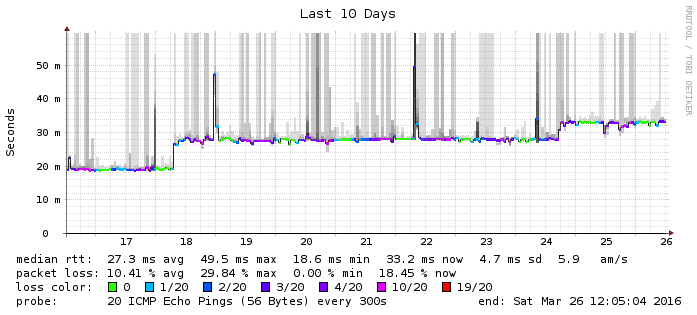 Last 10 Days
RRDTOOL / TOBI OETIKER
Seconds
50 m
40 m
30 m
20 m
10 m
0
17 18 19 20 21 22 23 24 25 26
median rtt: 27.3 ms avg 49.5 ms max 18.6 ms min 33.2 ms now 4.7 ms sd 5.9 am/s
packet loss: 10.41 % avg 29.84 % max 0.00 % min 18.45 % now
loss color: 0 1/20 2/20 3/20 4/20 10/20 19/20
probe: 20 ICMP Echo Pings (56 Bytes) every 300s end: Sat Mar 26 12:05:04 2016